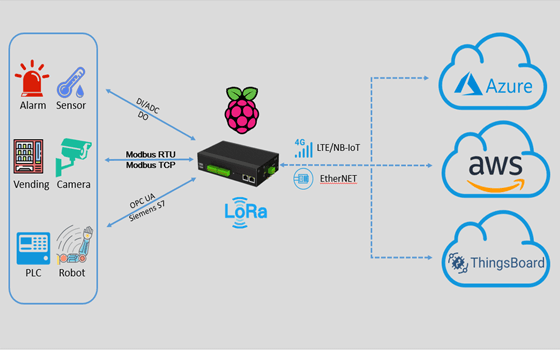 Alarm
Sensor
Vending
Camera
PLC
Robot
DI/ADC
DO
Modbus RTU
Modbus TCP
OPC UA
Siemens S7
LoRa
4G
LTE/NB-IoT
EtherNET
Azure
aws
ThingsBoard